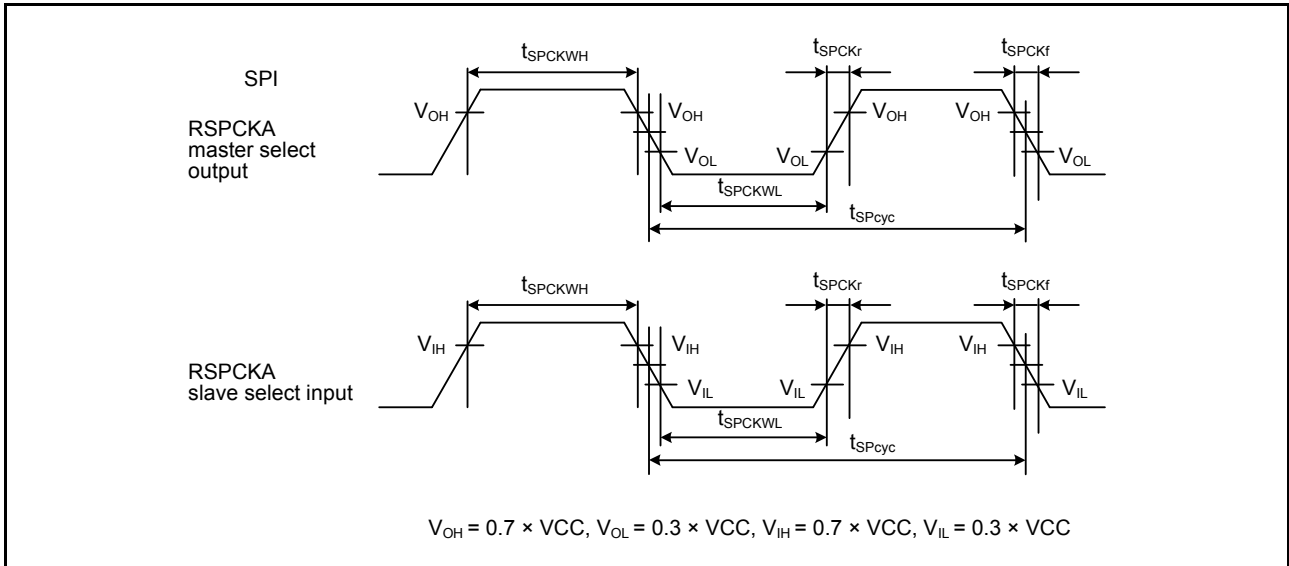 SPI
RSPCKA
master select
output
tSPCKWH
tSPCKr
tSPCKf
VOH
VOH
VOH
VOH
VOL
VOL
VOL
tSPCKWL
tSPcyc
RSPCKA
slave select input
tSPCKWH
tSPCKr
tSPCKf
VIH
VIH
VIH
VIH
VIL
VIL
VIL
tSPCKWL
tSPcyc
VOH = 0.7 × VCC, VOL = 0.3 × VCC, VIH = 0.7 × VCC, VIL = 0.3 × VCC